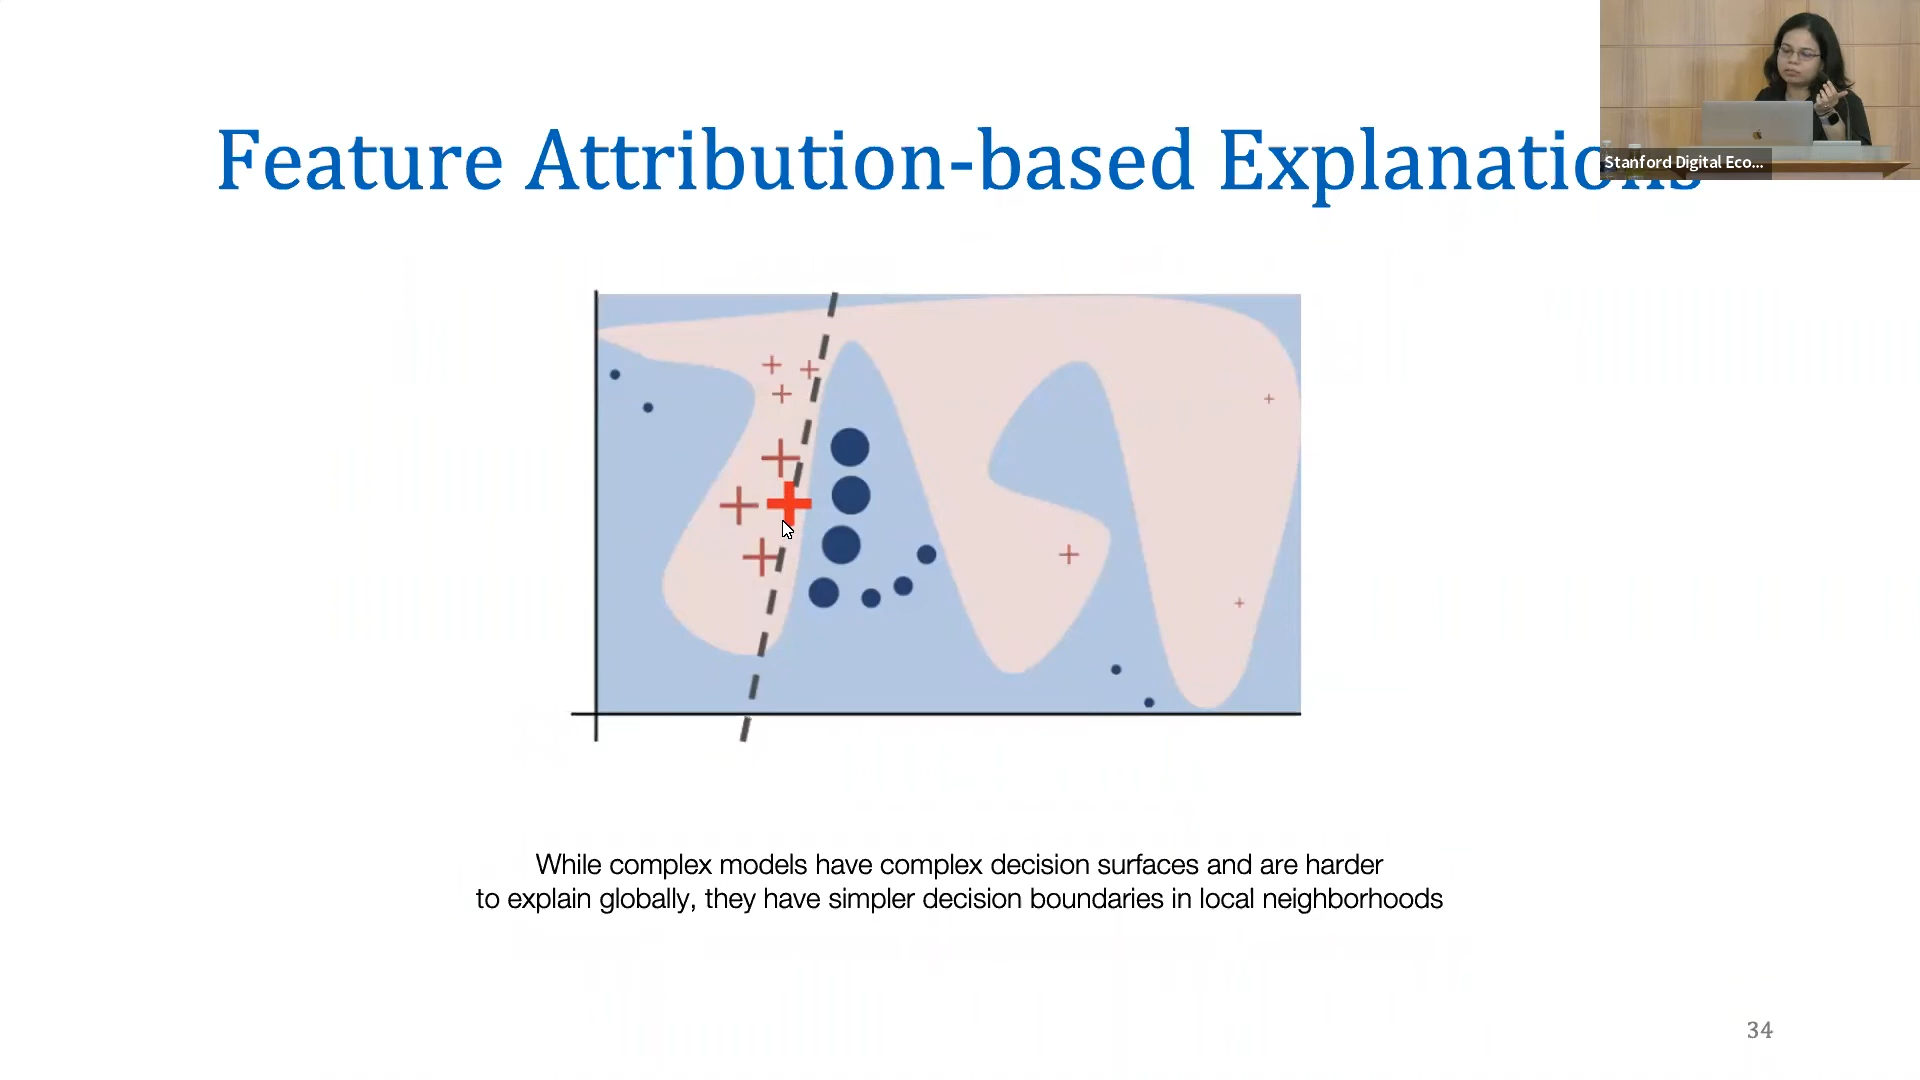 Feature Attribution-based Explanations
Stanford Digital Eco...
While complex models have complex decision surfaces and are harder
to explain globally, they have simpler decision boundaries in local neighborhoods
34